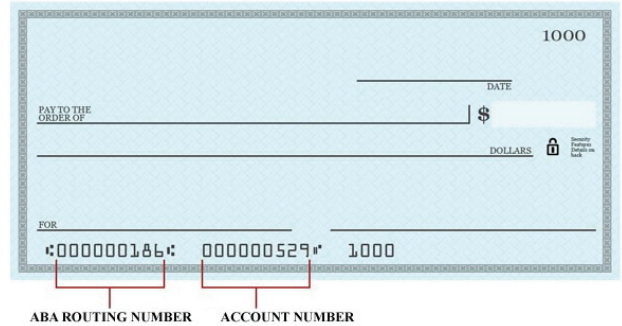 1000
DATE
PAY TO THE
ORDER OF
$
DOLLARS
Security
Features
Details on
back
FOR
⑆000000186⑆ 000000529⑈ 1000
ABA ROUTING NUMBER ACCOUNT NUMBER